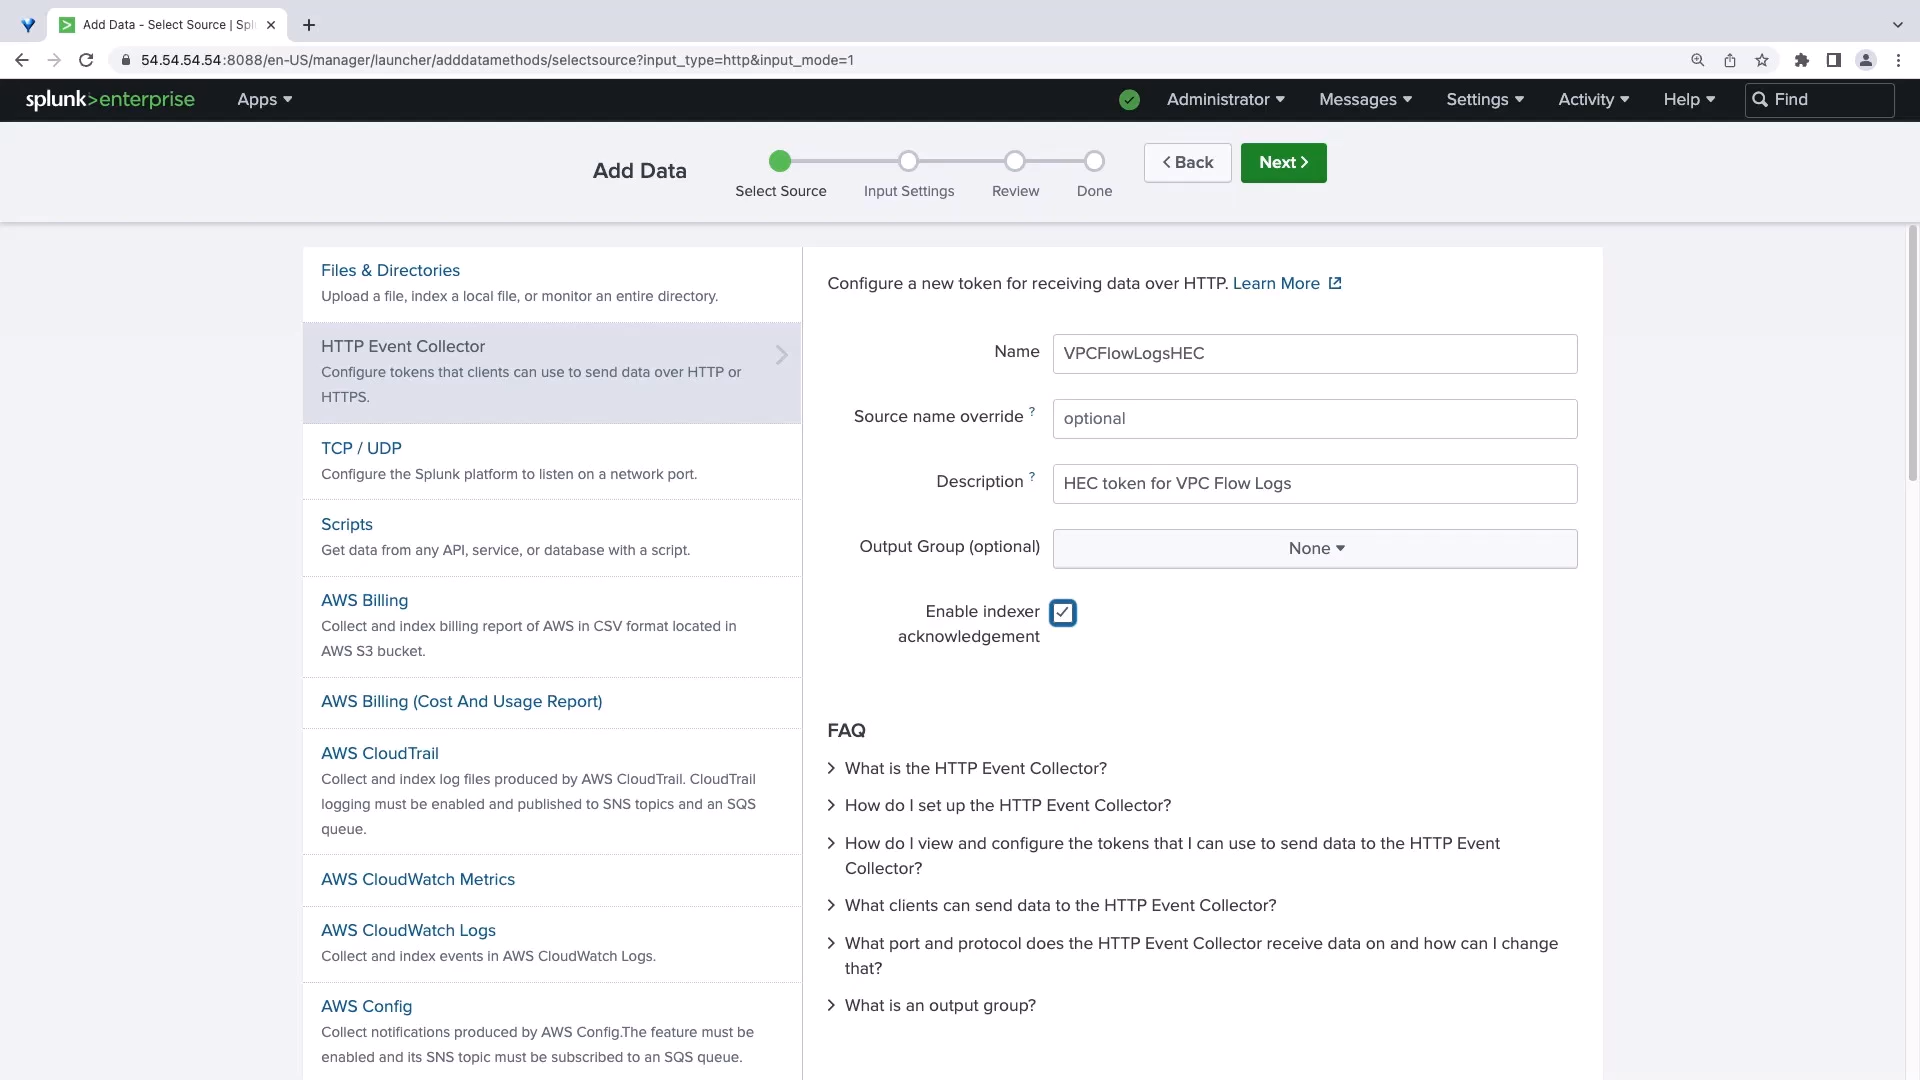 Add Data - Select Source | Spl
54.54.54.54:8088/en-US/manager/launcher/adddatamethods/selectsource?input_type=http&input_mode=1
splunk>enterprise
Apps
Administrator
Messages
Settings
Activity
Help
Find
Add Data
Select Source
Input Settings
Review
Done
Back
Next
Files & Directories
Upload a file, index a local file, or monitor an entire directory.
HTTP Event Collector
Configure tokens that clients can use to send data over HTTP or
HTTPS.
TCP / UDP
Configure the Splunk platform to listen on a network port.
Scripts
Get data from any API, service, or database with a script.
AWS Billing
Collect and index billing report of AWS in CSV format located in
AWS S3 bucket.
AWS Billing (Cost And Usage Report)
AWS CloudTrail
Collect and index log files produced by AWS CloudTrail. CloudTrail
logging must be enabled and published to SNS topics and an SQS
queue.
AWS CloudWatch Metrics
AWS CloudWatch Logs
Collect and index events in AWS CloudWatch Logs.
AWS Config
Collect notifications produced by AWS Config.The feature must be
enabled and its SNS topic must be subscribed to an SQS queue.
Configure a new token for receiving data over HTTP. Learn More
Name
VPCFlowLogsHEC
Source name override ?
optional
Description ?
HEC token for VPC Flow Logs
Output Group (optional)
None
Enable indexer
acknowledgement
FAQ
What is the HTTP Event Collector?
How do I set up the HTTP Event Collector?
How do I view and configure the tokens that I can use to send data to the HTTP Event
Collector?
What clients can send data to the HTTP Event Collector?
What port and protocol does the HTTP Event Collector receive data on and how can I change
that?
What is an output group?